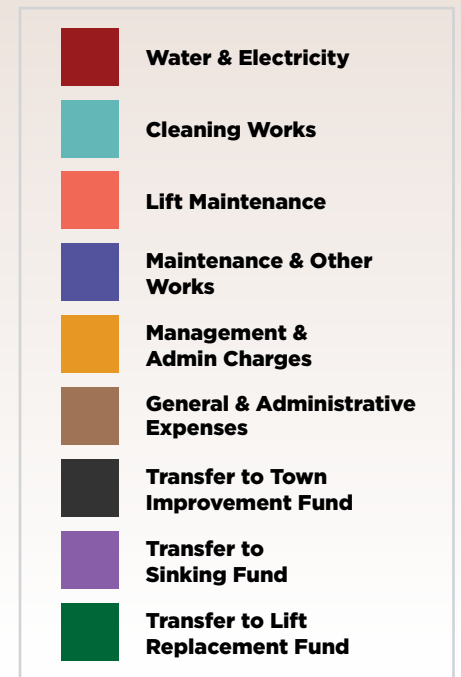 Water & Electricity
Cleaning Works
Lift Maintenance
Maintenance & Other
Works
Management &
Admin Charges
General & Administrative
Expenses
Transfer to Town
Improvement Fund
Transfer to
Sinking Fund
Transfer to Lift
Replacement Fund